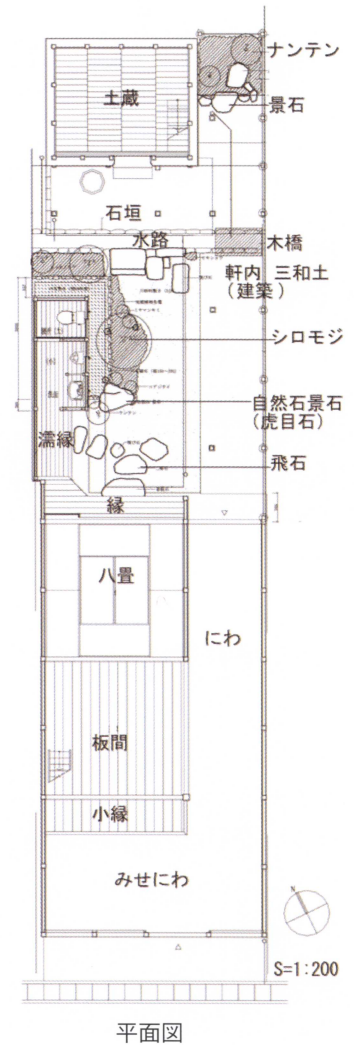 ナンテン
土蔵
景石
石垣
水路
木橋
軒内 三和土
(建築)
シロモジ
自然石景石
(虎目石)
濡縁
飛石
縁
八畳
にわ
板間
小縁
みせにわ
N
S=1:200
平面図